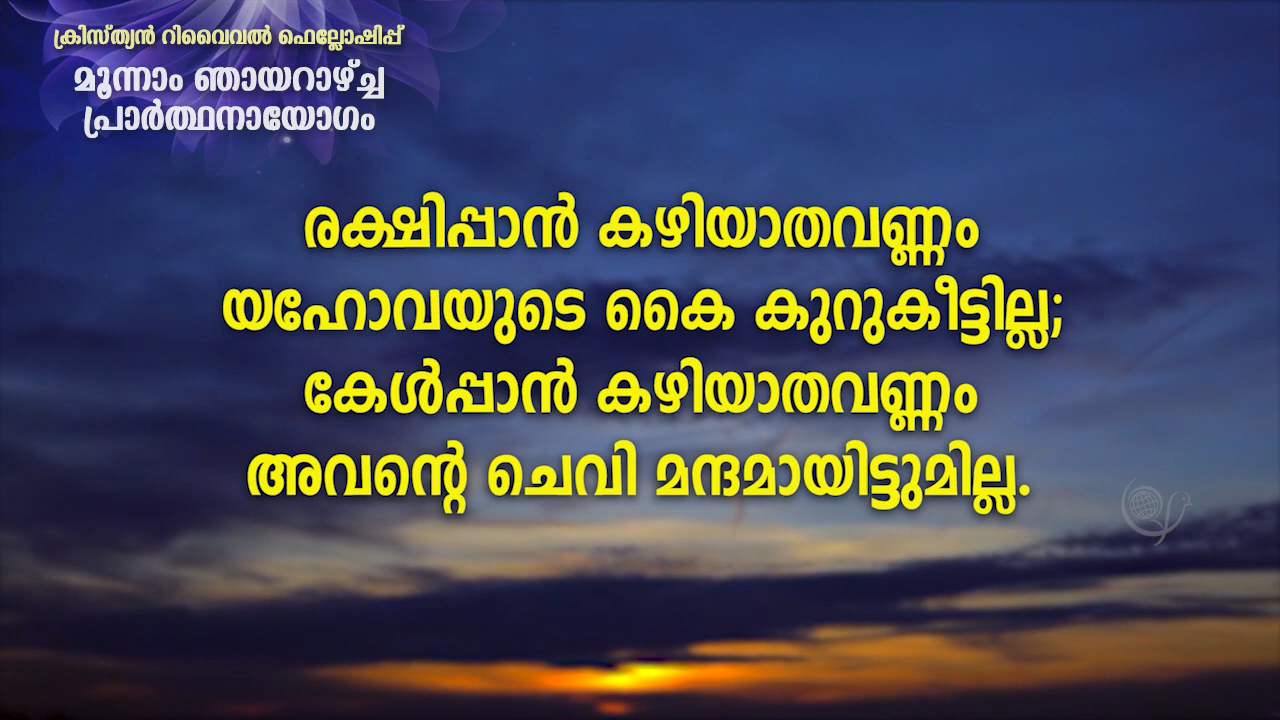 ക്രിസ്ത്യൻ റിവൈവൽ ഫെല്ലോഷിപ്പ്
മൂന്നാം ഞായറാഴ്ച്ച
പ്രാർത്ഥനായോഗം
രക്ഷിപ്പാൻ കഴിയാതവണ്ണം
യഹോവയുടെ കൈ കുറുകീട്ടില്ല;
കേൾപ്പാൻ കഴിയാതവണ്ണം
അവന്റെ ചെവി മന്ദമായിട്ടുമില്ല.